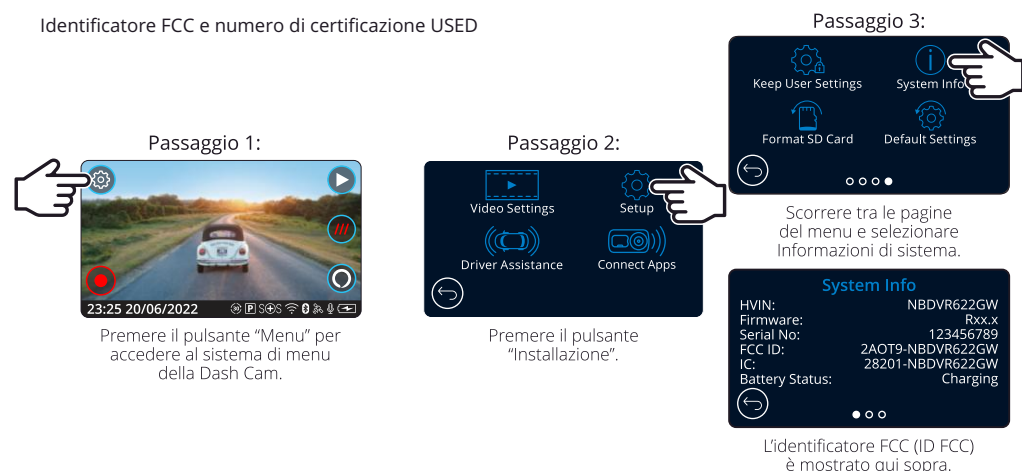 Identificatore FCC e numero di certificazione USED
Passaggio 1:
23:25 20/06/2022
P SOS
Premere il pulsante “Menu” per
accedere al sistema di menu
della Dash Cam.
Passaggio 2:
Video Settings
Setup
Driver Assistance
Connect Apps
Premere il pulsante
“Installazione”.
Passaggio 3:
Keep User Settings
System Info
Format SD Card
Default Settings
Scorrere tra le pagine
del menu e selezionare
Informazioni di sistema.
System Info
HVIN: NBDVR622GW
Firmware: Rxx.x
Serial No: 123456789
FCC ID: 2AOT9-NBDVR622GW
IC: 28201-NBDVR622GW
Battery Status: Charging
L’identificatore FCC (ID FCC)
è mostrato qui sopra.